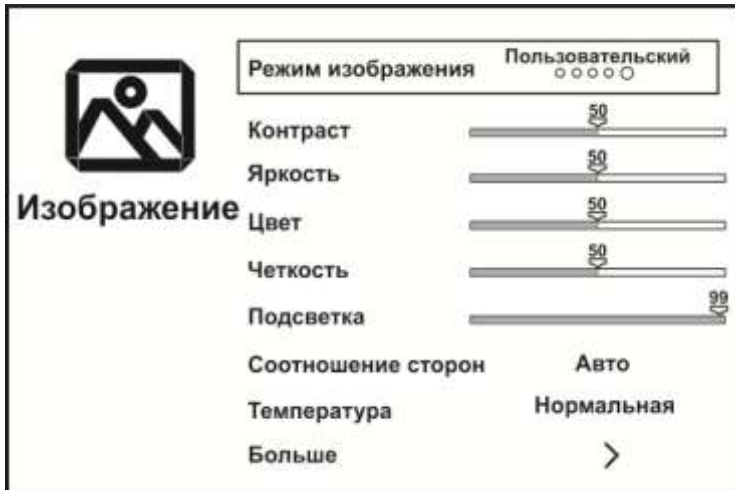 Изображение
Режим изображения Пользовательский
Контраст 50
Яркость 50
Цвет 50
Четкость 50
Подсветка 99
Соотношение сторон Авто
Температура Нормальная
Больше >